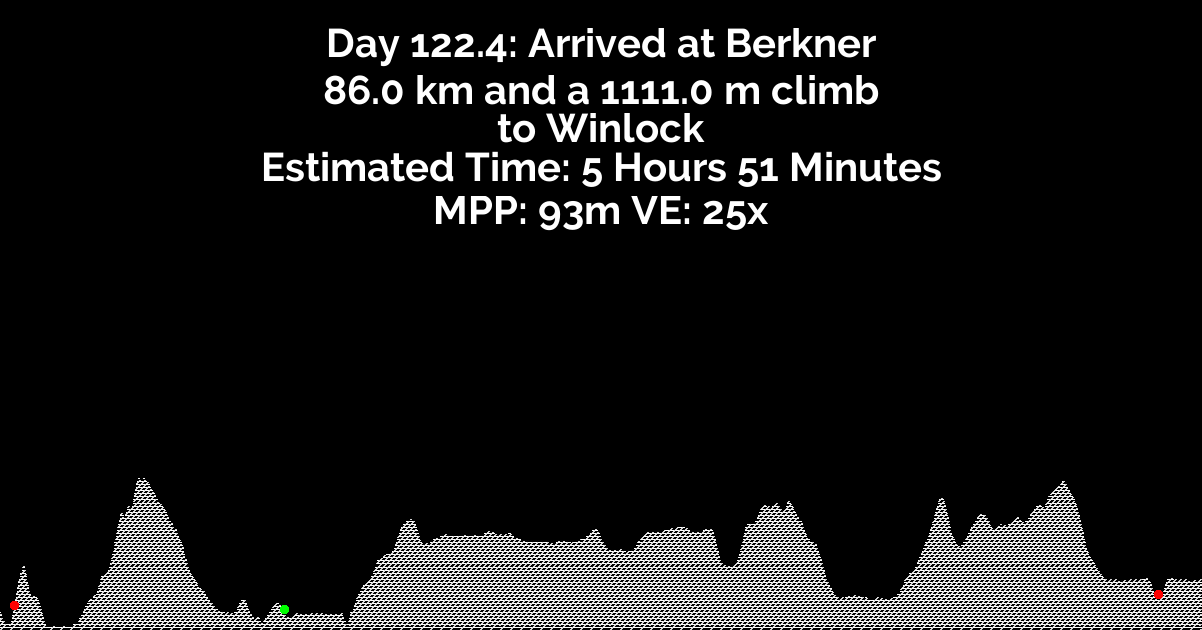 Day 122.4: Arrived at Berkner
86.0 km and a 1111.0 m climb
to Winlock
Estimated Time: 5 Hours 51 Minutes
MPP: 93m VE: 25x